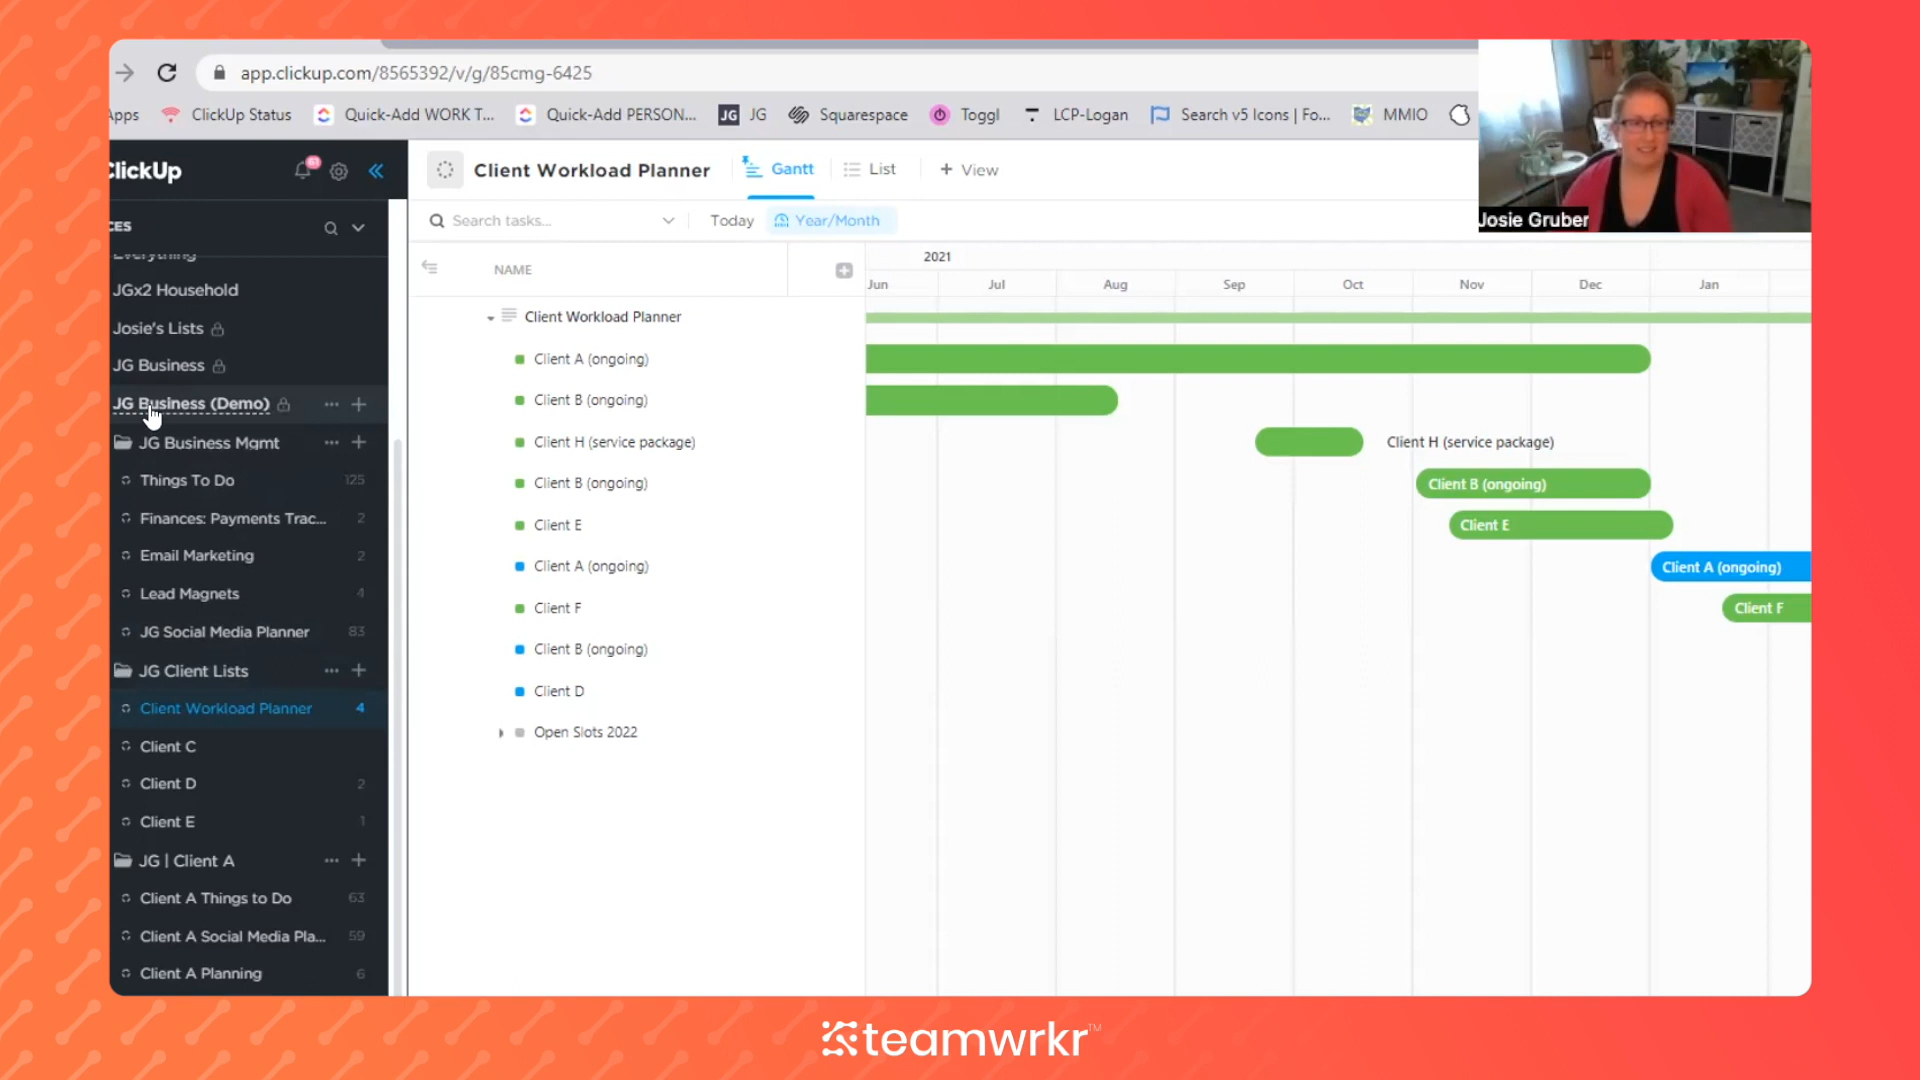 app.clickup.com/8565392/v/g/85cmg-6425
Apps
ClickUp Status
Quick-Add WORK T...
Quick-Add PERSON...
JG
JG
Squarespace
Toggl
LCP-Logan
Search v5 Icons | Fo...
MMIO
Josie Gruber
ClickUp
61
Client Workload Planner
Gantt
List
+ View
Search tasks...
Today
Year/Month
CES
Everything
JGx2 Household
Josie's Lists
JG Business
JG Business (Demo)
JG Business Mgmt
Things To Do 125
Finances: Payments Trac... 2
Email Marketing 2
Lead Magnets 4
JG Social Media Planner 83
JG Client Lists
Client Workload Planner 4
Client C
Client D 2
Client E 1
JG | Client A
Client A Things to Do 63
Client A Social Media Pla... 59
Client A Planning 6
NAME
2021
Jun Jul Aug Sep Oct Nov Dec Jan
Client Workload Planner
Client A (ongoing)
Client B (ongoing)
Client H (service package)
Client H (service package)
Client B (ongoing)
Client B (ongoing)
Client E
Client E
Client A (ongoing)
Client A (ongoing)
Client F
Client F
Client B (ongoing)
Client D
Open Slots 2022
teamwrkr™